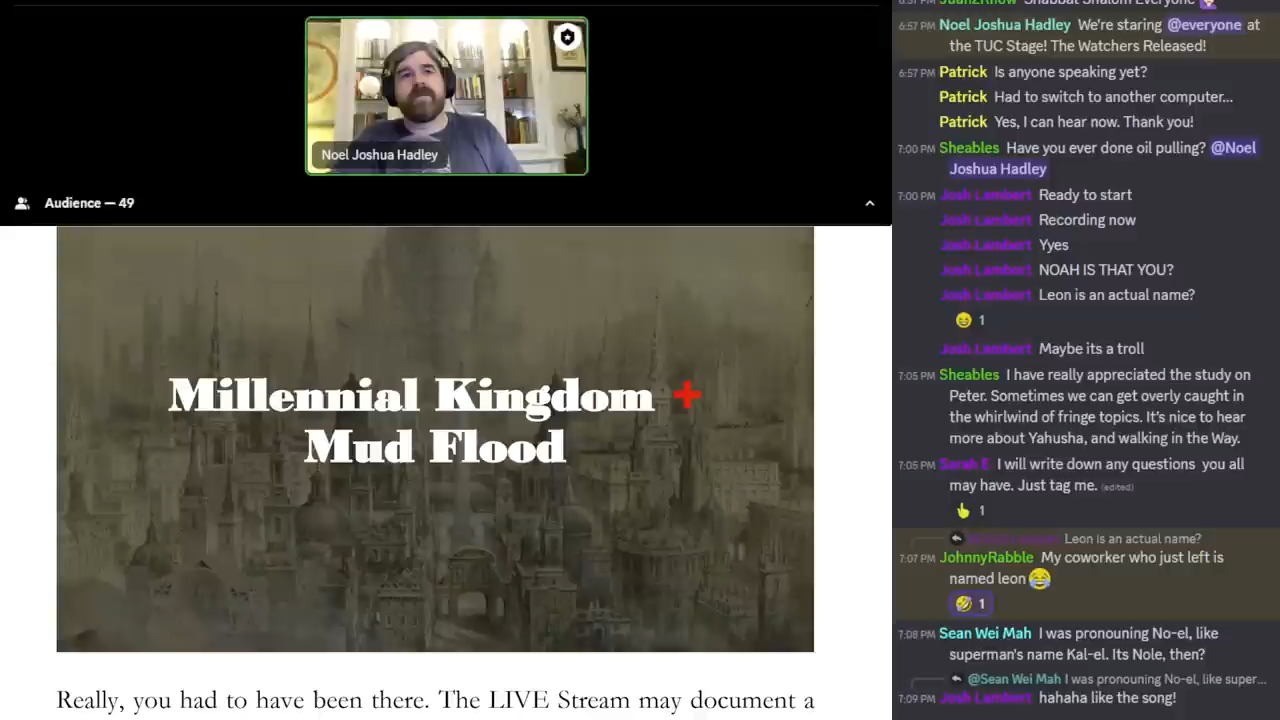 Noel Joshua Hadley
Audience — 49
Millennial Kingdom +
Mud Flood
Really, you had to have been there. The LIVE Stream may document a
Shabbat Shalom Everyone
6:57 PM Noel Joshua Hadley We're staring @everyone at
the TUC Stage! The Watchers Released!
6:57 PM Patrick Is anyone speaking yet?
Patrick Had to switch to another computer...
Patrick Yes, I can hear now. Thank you!
7:00 PM Sheables Have you ever done oil pulling? @Noel
Joshua Hadley
7:00 PM Josh Lambert Ready to start
Josh Lambert Recording now
Josh Lambert Yyes
Josh Lambert NOAH IS THAT YOU?
Josh Lambert Leon is an actual name?
1
Josh Lambert Maybe its a troll
7:05 PM Sheables I have really appreciated the study on
Peter. Sometimes we can get overly caught in
the whirlwind of fringe topics. It's nice to hear
more about Yahusha, and walking in the Way.
7:05 PM Sarah E I will write down any questions you all
may have. Just tag me. (edited)
1
Leon is an actual name?
7:07 PM JohnnyRabble My coworker who just left is
named leon
1
7:08 PM Sean Wei Mah I was pronouning No-el, like
superman's name Kal-el. Its Nole, then?
@Sean Wei Mah I was pronouning No-el, like super...
7:09 PM Josh Lambert hahaha like the song!